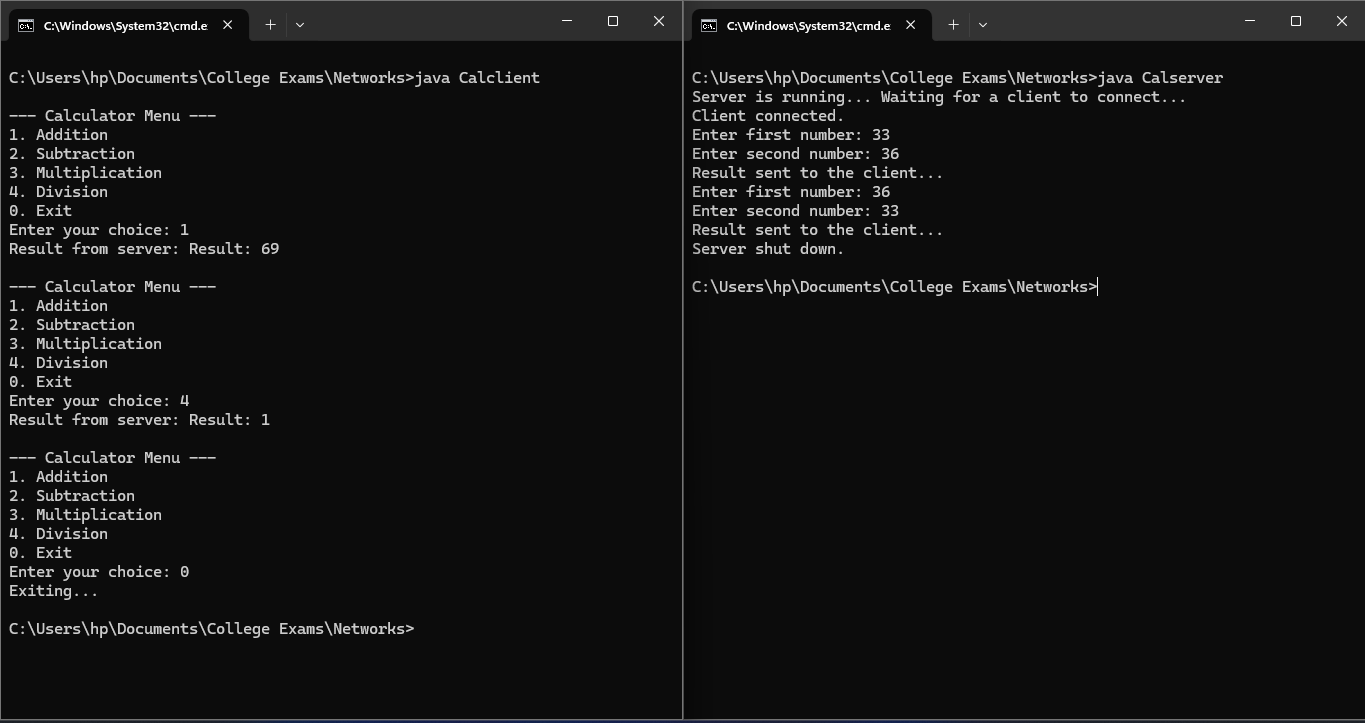 C:\Windows\System32\cmd.e
C:\Users\hp\Documents\College Exams\Networks>java Calclient
--- Calculator Menu ---
1. Addition
2. Subtraction
3. Multiplication
4. Division
0. Exit
Enter your choice: 1
Result from server: Result: 69
--- Calculator Menu ---
1. Addition
2. Subtraction
3. Multiplication
4. Division
0. Exit
Enter your choice: 4
Result from server: Result: 1
--- Calculator Menu ---
1. Addition
2. Subtraction
3. Multiplication
4. Division
0. Exit
Enter your choice: 0
Exiting...
C:\Users\hp\Documents\College Exams\Networks>
C:\Windows\System32\cmd.e
C:\Users\hp\Documents\College Exams\Networks>java Calserver
Server is running... Waiting for a client to connect...
Client connected.
Enter first number: 33
Enter second number: 36
Result sent to the client...
Enter first number: 36
Enter second number: 33
Result sent to the client...
Server shut down.
C:\Users\hp\Documents\College Exams\Networks>